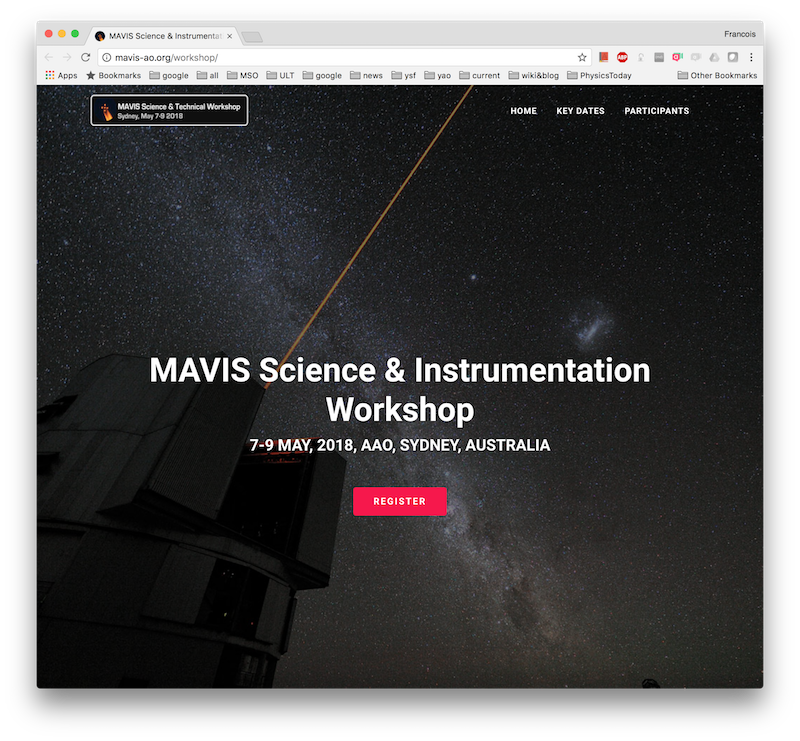 MAVIS Science & Instrumentat
Francois
mavis-ao.org/workshop/
Apps Bookmarks google all MSO ULT google news ysf yao current wiki&blog PhysicsToday Other Bookmarks
MAVIS Science & Technical Workshop
Sydney, May 7-9 2018
HOME KEY DATES PARTICIPANTS
MAVIS Science & Instrumentation
Workshop
7-9 MAY, 2018, AAO, SYDNEY, AUSTRALIA
REGISTER